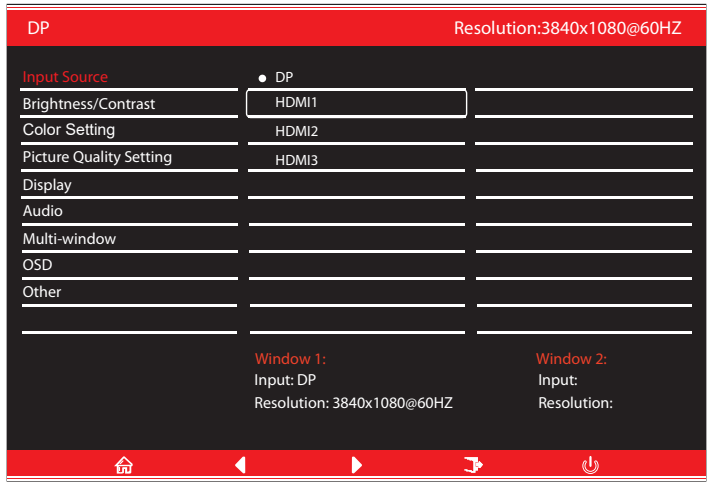 DP Resolution:3840x1080@60HZ
Input Source DP
Brightness/Contrast HDMI1
Color Setting HDMI2
Picture Quality Setting HDMI3
Display
Audio
Multi-window
OSD
Other
Window 1: Window 2:
Input: DP Input:
Resolution: 3840x1080@60HZ Resolution: